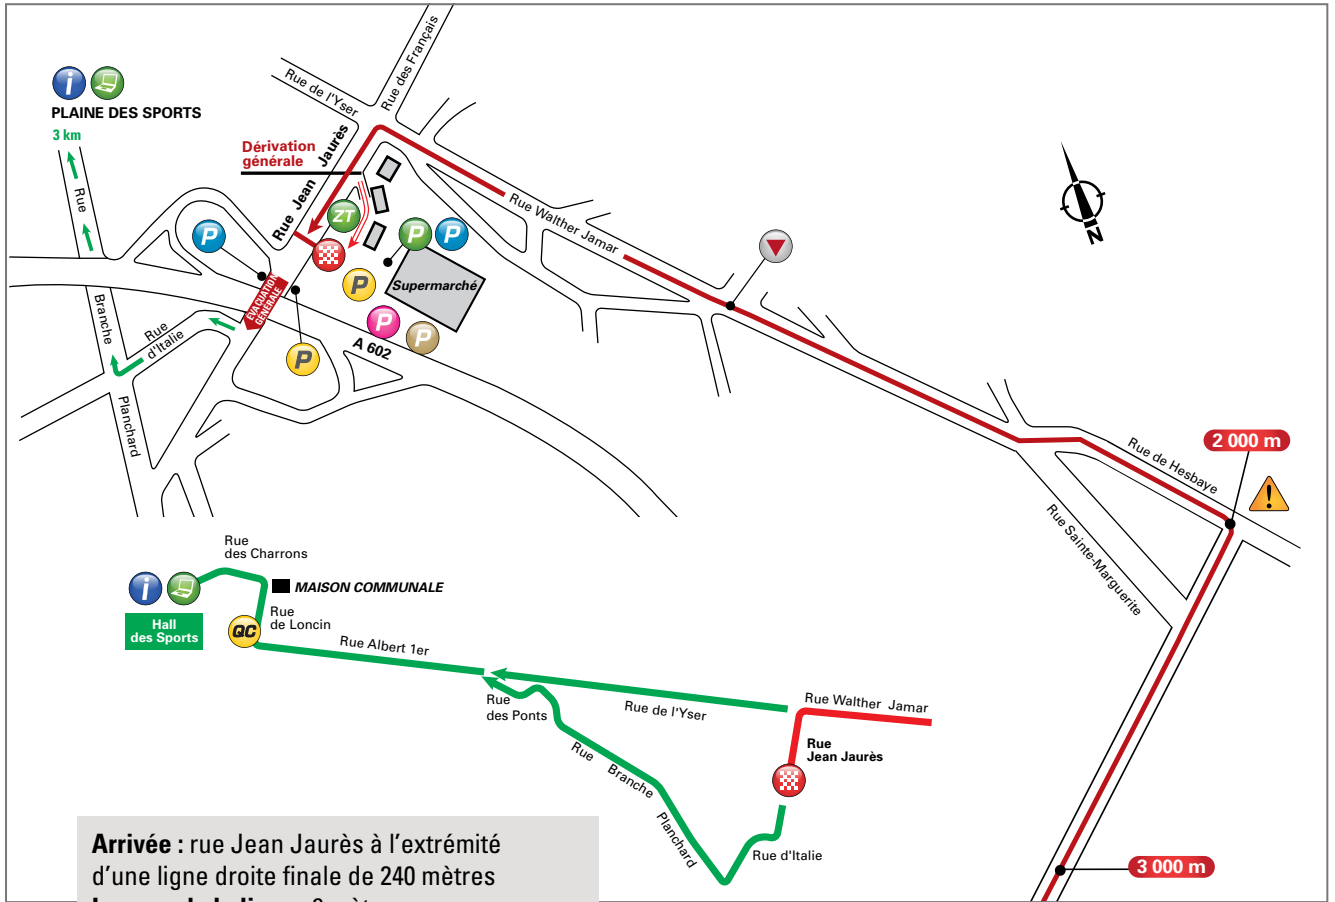 Rue des Français
Rue de l'Yser
i
PLAINE DES SPORTS
3 km
Dérivation
générale
Rue Jean Jaurès
Rue
Branche
Planchard
P
ZT
P
P
P
Supermarché
P
P
P
ÉVACUATION
GÉNÉRALE
A 602
Rue
d'Italie
Rue Walther Jamar
N
2 000 m
Rue de Hesbaye
!
Rue Sainte-Marguerite
3 000 m
Rue
des Charrons
i
MAISON COMMUNALE
Hall
des Sports
QC
Rue
de Loncin
Rue Albert 1er
Rue
des Ponts
Rue de l'Yser
Rue Walther Jamar
Rue
Jean Jaurès
Rue Branche Planchard
Rue d'Italie
Arrivée : rue Jean Jaurès à l'extrémité
d'une ligne droite finale de 240 mètres